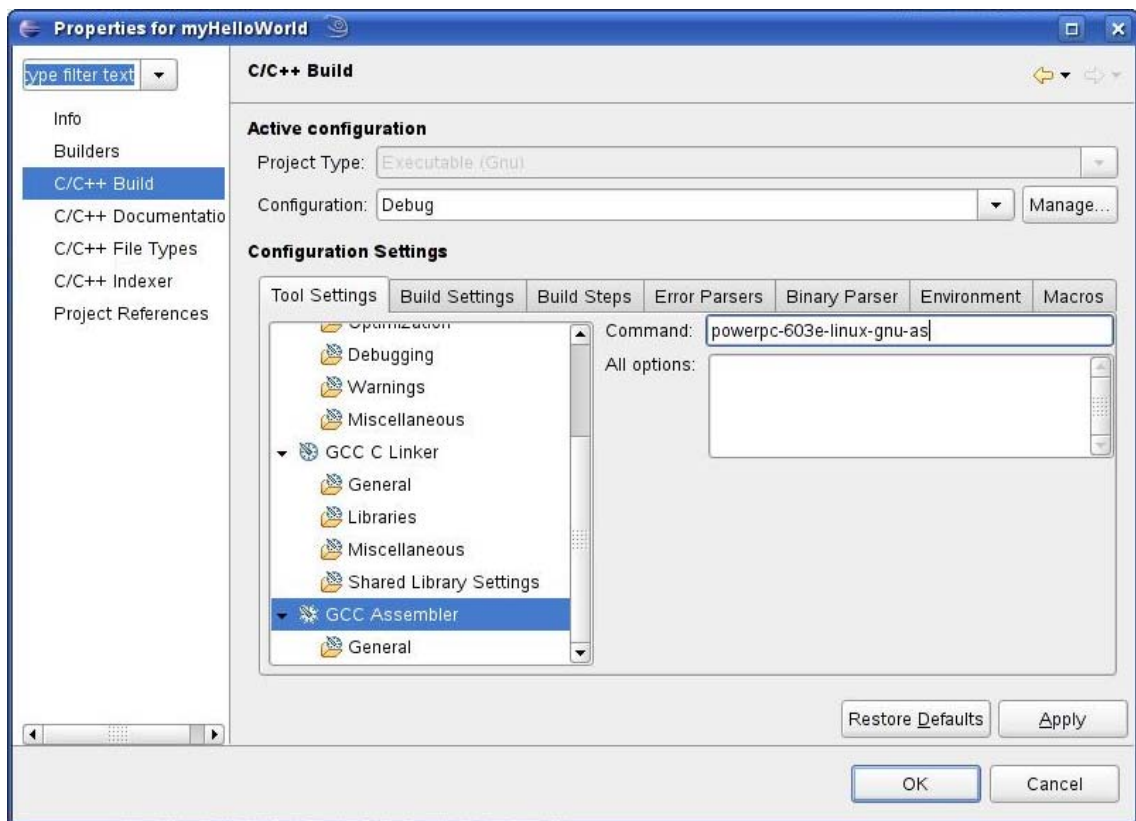 Properties for myHelloWorld
type filter text
Info
Builders
C/C++ Build
C/C++ Documentatio
C/C++ File Types
C/C++ Indexer
Project References
C/C++ Build
Active configuration
Project Type: Executable (Gnu)
Configuration: Debug Manage...
Configuration Settings
Tool Settings Build Settings Build Steps Error Parsers Binary Parser Environment Macros
Optimization
Debugging
Warnings
Miscellaneous
GCC C Linker
General
Libraries
Miscellaneous
Shared Library Settings
GCC Assembler
General
Command: powerpc-603e-linux-gnu-as
All options:
Restore Defaults Apply
OK Cancel